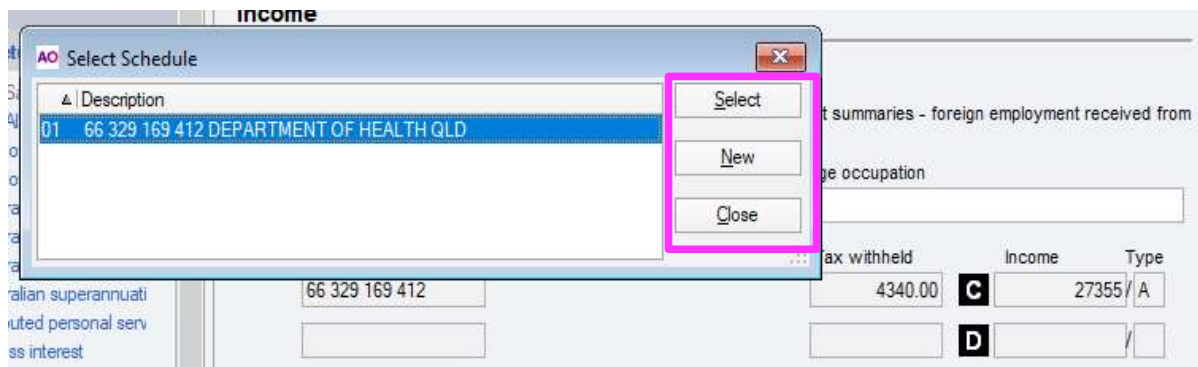 Income
AO Select Schedule
Description
Select
01 66 329 169 412 DEPARTMENT OF HEALTH QLD
t summaries - foreign employment received from
New
ge occupation
Close
ax withheld Income Type
ralian superannuati 66 329 169 412 4340.00 C 27355 / A
uted personal serv
ss interest D /